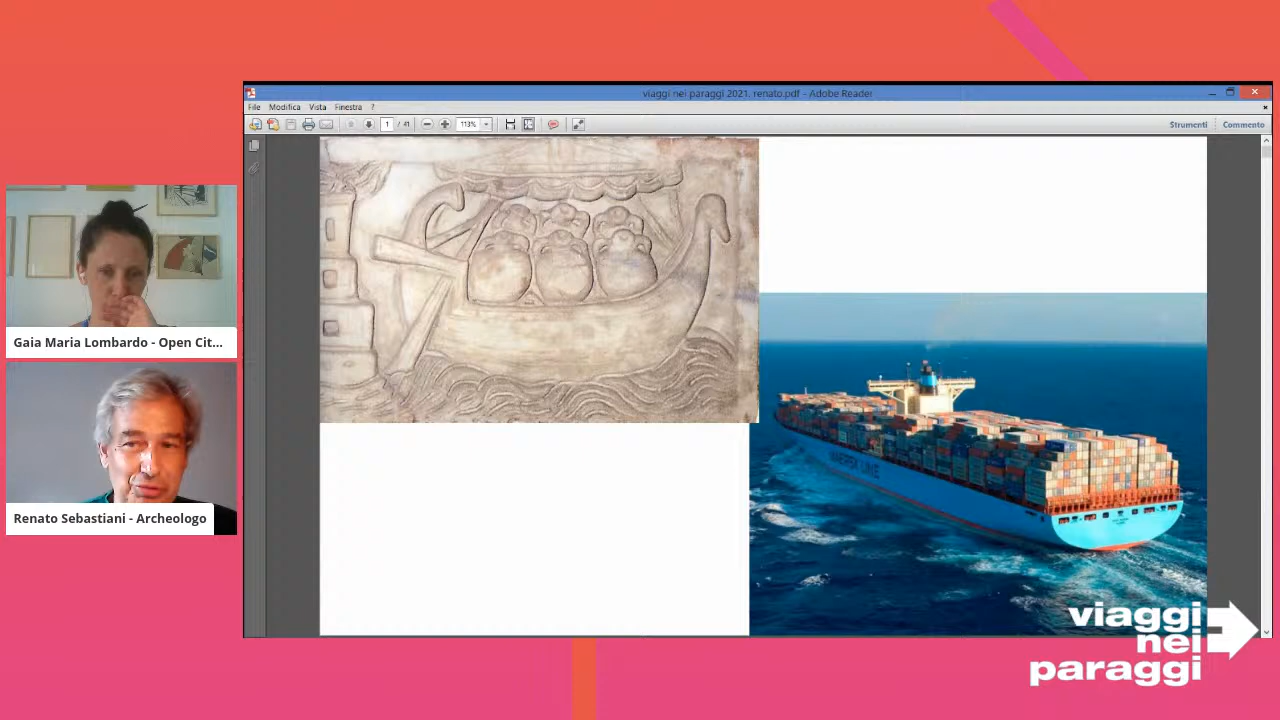 viaggi nei paraggi 2021. renato.pdf - Adobe Reader
File Modifica Vista Finestra ?
1 / 41 113% Strumenti Commento
Gaia Maria Lombardo - Open Cit...
Renato Sebastiani - Archeologo
MAERSK LINE
viaggi
nei
paraggi